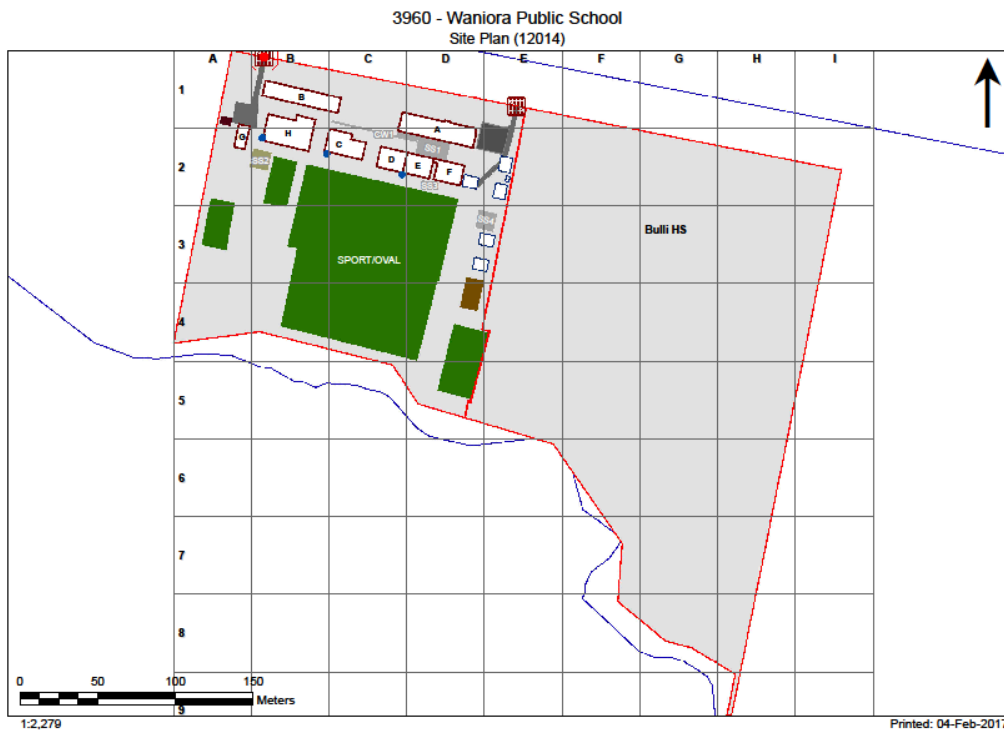 3960 - Waniora Public School
Site Plan (12014)
A B C D E F G H I
1
B
A
H
CW1
G
C
SS1
SS2
D
E
F
2
SS3
SS4
Bulli HS
3
SPORT/OVAL
4
5
6
7
8
0 50 100 150
Meters
9
1:2,279
Printed: 04-Feb-2017